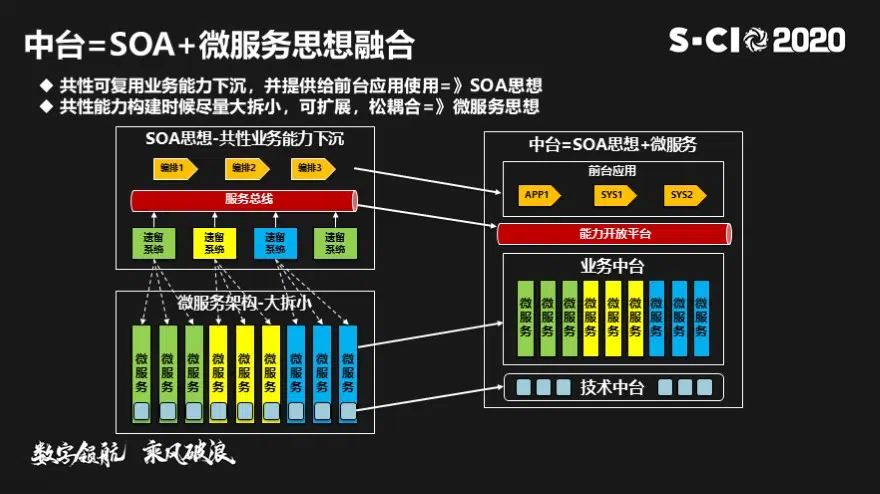 中台=SOA+微服务思想融合
S-CIO 2020
◆ 共性可复用业务能力下沉，并提供给前台应用使用=》SOA思想
◆ 共性能力构建时候尽量大拆小，可扩展，松耦合=》微服务思想
SOA思想-共性业务能力下沉
编排1 编排2 编排3
服务总线
遗留系统 遗留系统 遗留系统 遗留系统
微服务架构-大拆小
微服务 微服务 微服务 微服务 微服务 微服务 微服务 微服务 微服务
中台=SOA思想+微服务
前台应用
APP1 SYS1 SYS2
能力开放平台
业务中台
微服务 微服务 微服务 微服务 微服务 微服务 微服务 微服务 微服务
技术中台
数字领航 乘风破浪